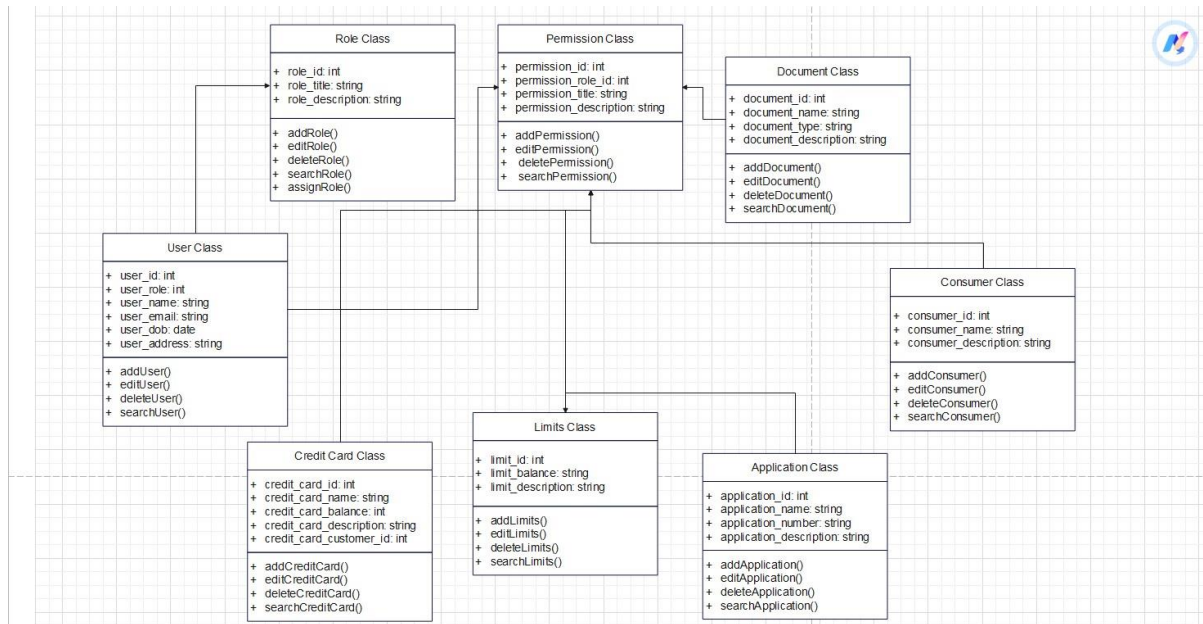 Role Class
+ role_id: int
+ role_title: string
+ role_description: string
+ addRole()
+ editRole()
+ deleteRole()
+ searchRole()
+ assignRole()
Permission Class
+ permission_id: int
+ permission_role_id: int
+ permission_title: string
+ permission_description: string
+ addPermission()
+ editPermission()
+ deletePermission()
+ searchPermission()
Document Class
+ document_id: int
+ document_name: string
+ document_type: string
+ document_description: string
+ addDocument()
+ editDocument()
+ deleteDocument()
+ searchDocument()
User Class
+ user_id: int
+ user_role: int
+ user_name: string
+ user_email: string
+ user_dob: date
+ user_address: string
+ addUser()
+ editUser()
+ deleteUser()
+ searchUser()
Consumer Class
+ consumer_id: int
+ consumer_name: string
+ consumer_description: string
+ addConsumer()
+ editConsumer()
+ deleteConsumer()
+ searchConsumer()
Credit Card Class
+ credit_card_id: int
+ credit_card_name: string
+ credit_card_balance: int
+ credit_card_description: string
+ credit_card_customer_id: int
+ addCreditCard()
+ editCreditCard()
+ deleteCreditCard()
+ searchCreditCard()
Limits Class
+ limit_id: int
+ limit_balance: string
+ limit_description: string
+ addLimits()
+ editLimits()
+ deleteLimits()
+ searchLimits()
Application Class
+ application_id: int
+ application_name: string
+ application_number: string
+ application_description: string
+ addApplication()
+ editApplication()
+ deleteApplication()
+ searchApplication()